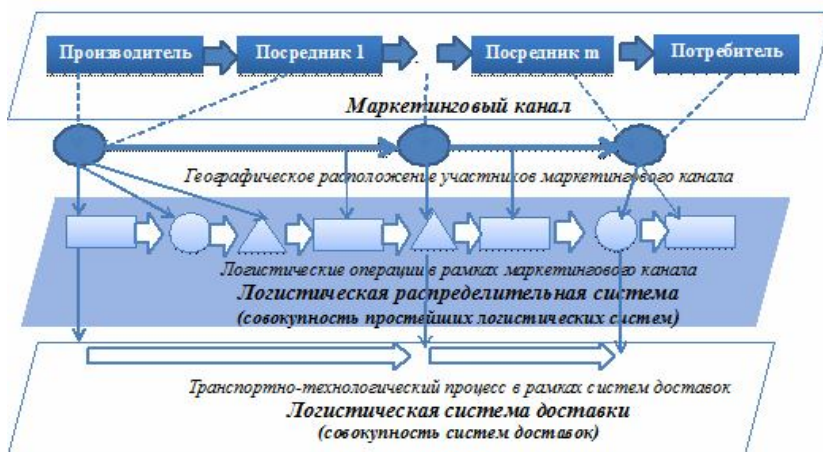 Производитель
Посредник 1
Посредник m
Потребитель
Маркетинговый канал
Географическое расположение участников маркетингового канала
Логистические операции в рамках маркетингового канала
Логистическая распределительная система
(совокупность простейших логистических систем)
Транспортно-технологический процесс в рамках систем доставок
Логистическая система доставки
(совокупность систем доставок)